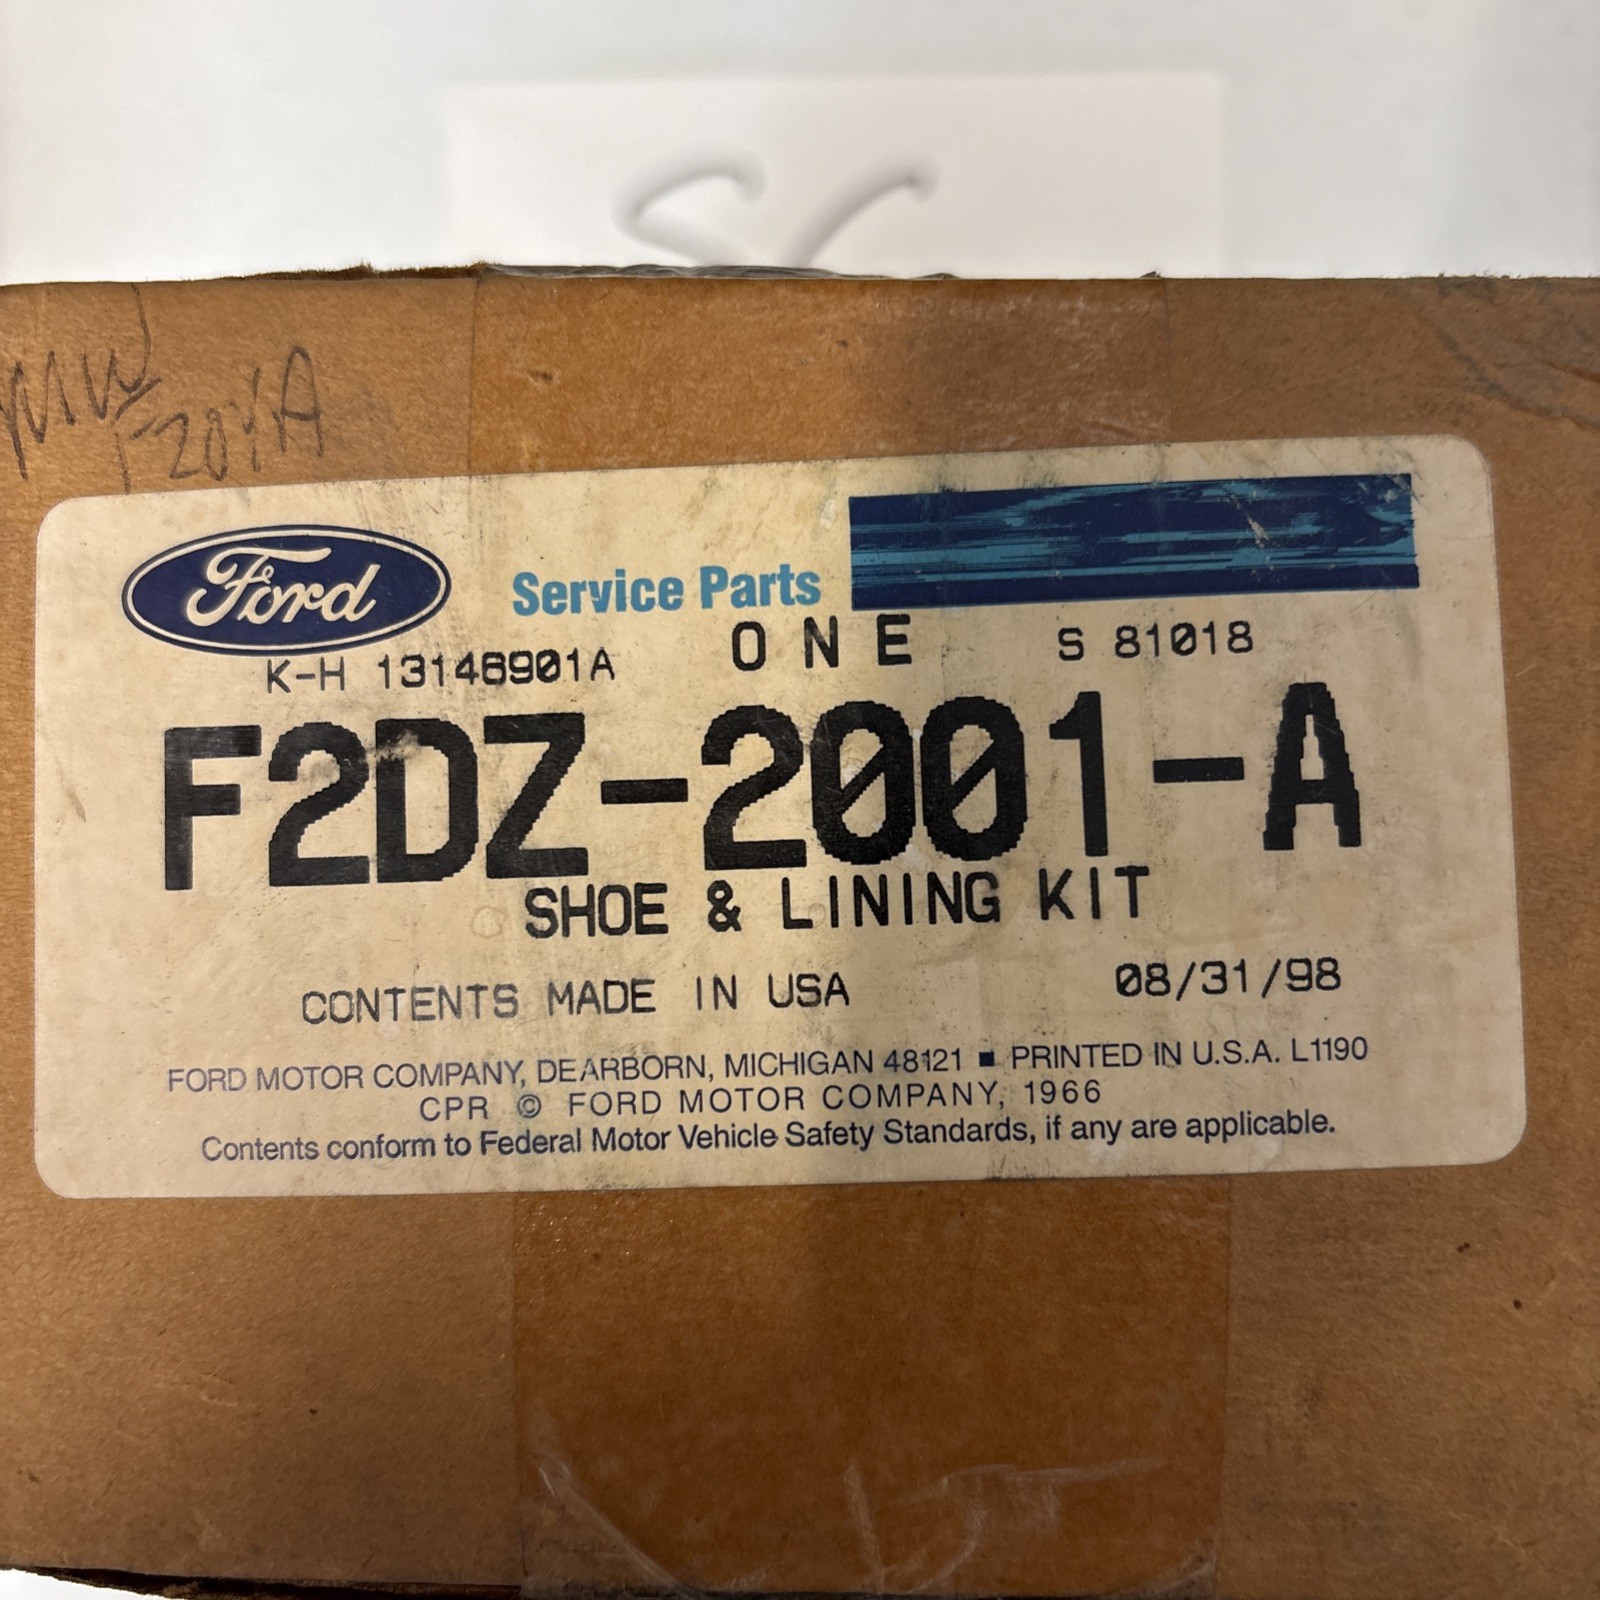 Ford
Service Parts
K-H 13146901A
ONE
S 81018
F2DZ-2001-A
SHOE & LINING KIT
CONTENTS MADE IN USA
08/31/98
FORD MOTOR COMPANY, DEARBORN, MICHIGAN 48121 ■ PRINTED IN U.S.A. L1190
CPR © FORD MOTOR COMPANY, 1966
Contents conform to Federal Motor Vehicle Safety Standards, if any are applicable.